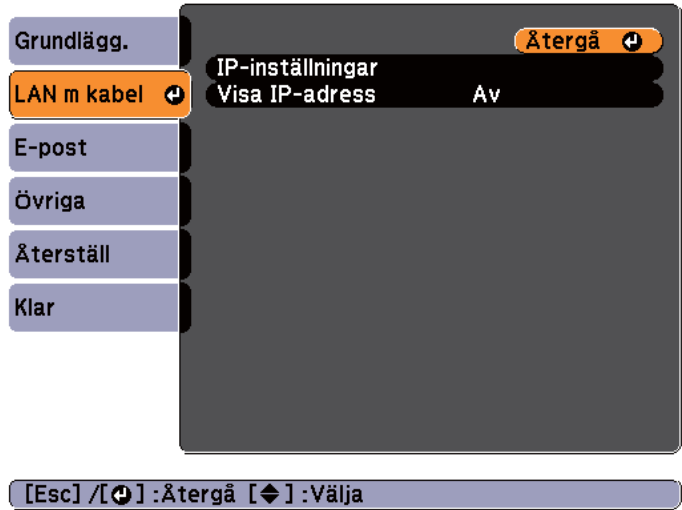 Grundlägg.
LAN m kabel
E-post
Övriga
Återställ
Klar
Återgå
IP-inställningar
Visa IP-adress Av
[Esc] /[ ] :Återgå [ ] :Välja